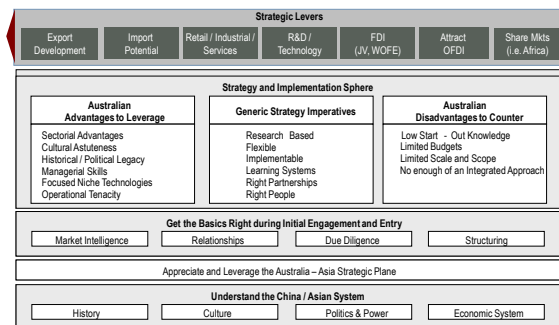 Strategic Levers
Export
Development
Import
Potential
Retail / Industrial /
Services
R&D /
Technology
FDI
(JV, WOFE)
Attract
OFDI
Share Mkts
(i.e. Africa)
Strategy and Implementation Sphere
Australian
Advantages to Leverage
Sectorial Advantages
Cultural Astuteness
Historical / Political Legacy
Managerial Skills
Focused Niche Technologies
Operational Tenacity
Generic Strategy Imperatives
Research Based
Flexible
Implementable
Learning Systems
Right Partnerships
Right People
Australian
Disadvantages to Counter
Low Start - Out Knowledge
Limited Budgets
Limited Scale and Scope
No enough of an Integrated Approach
Get the Basics Right during Initial Engagement and Entry
Market Intelligence
Relationships
Due Diligence
Structuring
Appreciate and Leverage the Australia – Asia Strategic Plane
Understand the China / Asian System
History
Culture
Politics & Power
Economic System